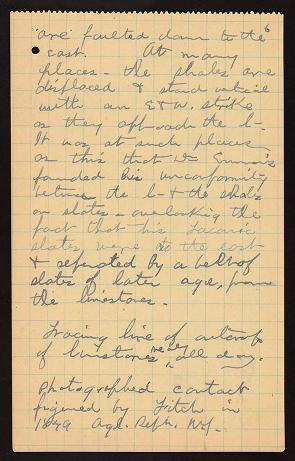 6
are faulted down to the
east. At many
places - the shales are
displaced & stand vertical
with an E & W. strike
as they approach the l-.
It was at such places
as this that Dr Emmons
founded his unconformity
between the l- & the shales
or slates - overlooking the
fact that his Taconic
slates were to the east
& separated by a belt of
slates of later age, from
the limestones.
Tracing line of outcrop
of limestones nearly all day.
Photographed contact
figured by Fitch in
1849 Agl. Rept. N.Y.